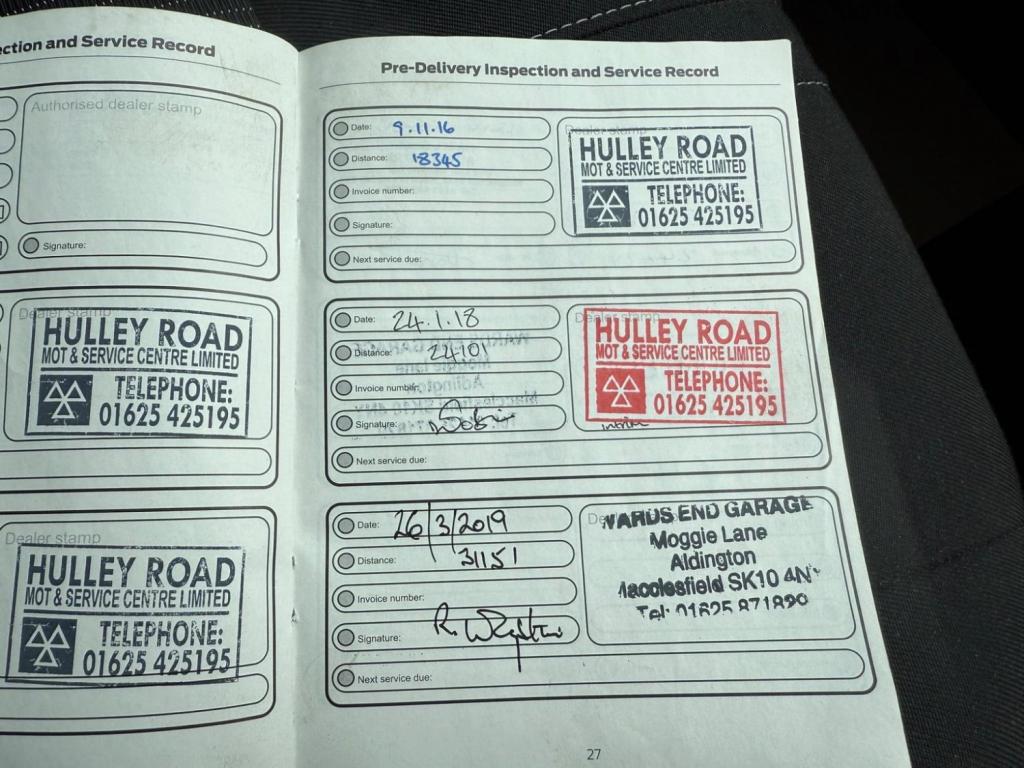 ection and Service Record
Authorised dealer stamp
Signature:
Dealer stamp
HULLEY ROAD
MOT & SERVICE CENTRE LIMITED
TELEPHONE:
01625 425195
Dealer stamp
HULLEY ROAD
MOT & SERVICE CENTRE LIMITED
TELEPHONE:
01625 425195
Pre-Delivery Inspection and Service Record
Date: 9.11.16
Distance: 18345
Invoice number:
Signature:
Next service due:
Dealer stamp
HULLEY ROAD
MOT & SERVICE CENTRE LIMITED
TELEPHONE:
01625 425195
Date: 24.1.18
Distance: 24101
Invoice number:
Signature:
Next service due:
Dealer stamp
HULLEY ROAD
MOT & SERVICE CENTRE LIMITED
TELEPHONE:
01625 425195
Date: 26/3/2019
Distance: 31151
Invoice number:
Signature:
Next service due:
WARDS END GARAGE
Moggie Lane
Aldington
Macclesfield SK10 4N
Tel: 01625 871890
27